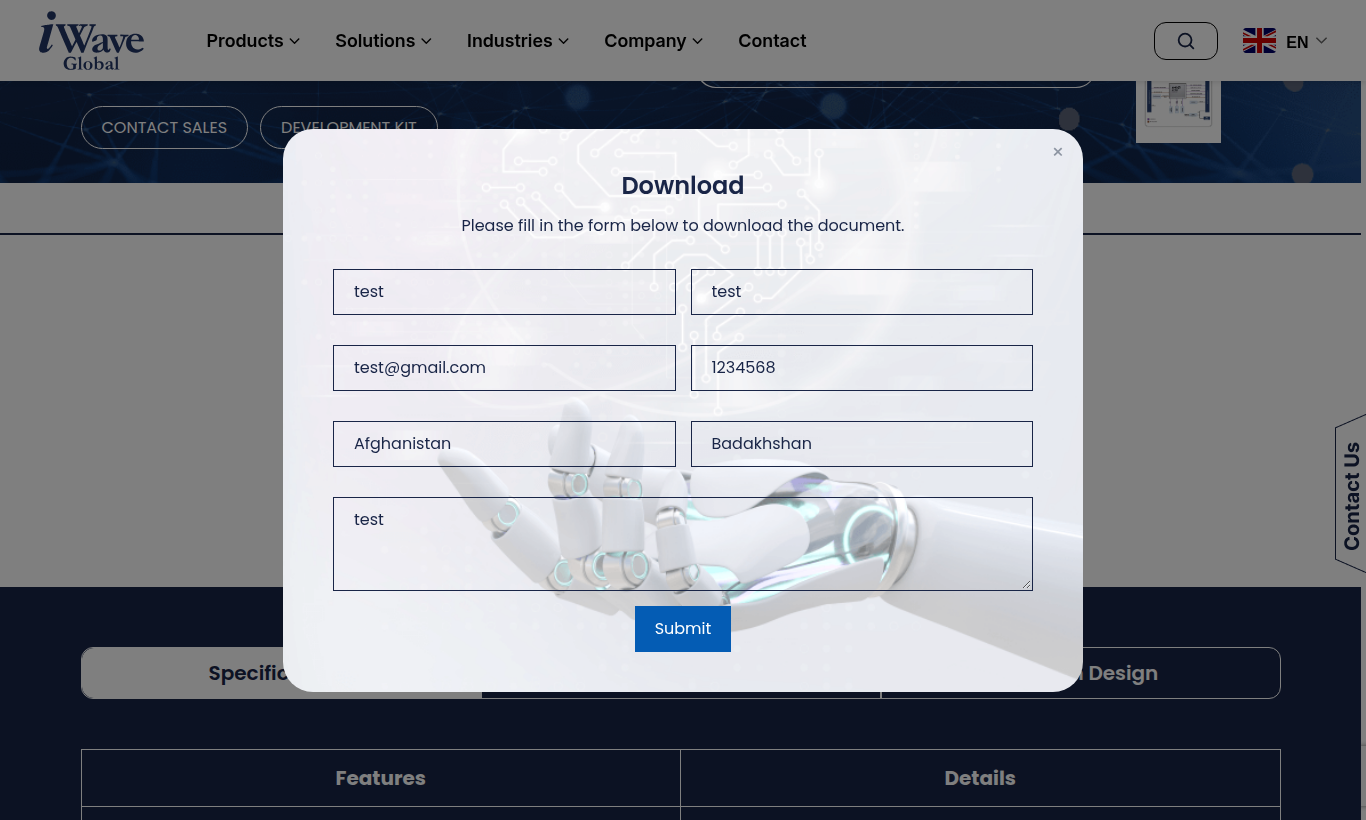 iWave
Global
Products
Solutions
Industries
Company
Contact
EN
CONTACT SALES
DEVELOPMENT KIT
×
Download
Please fill in the form below to download the document.
test
test
test@gmail.com
1234568
Afghanistan
Badakhshan
test
Submit
Contact Us
Specific
Design
Features
Details